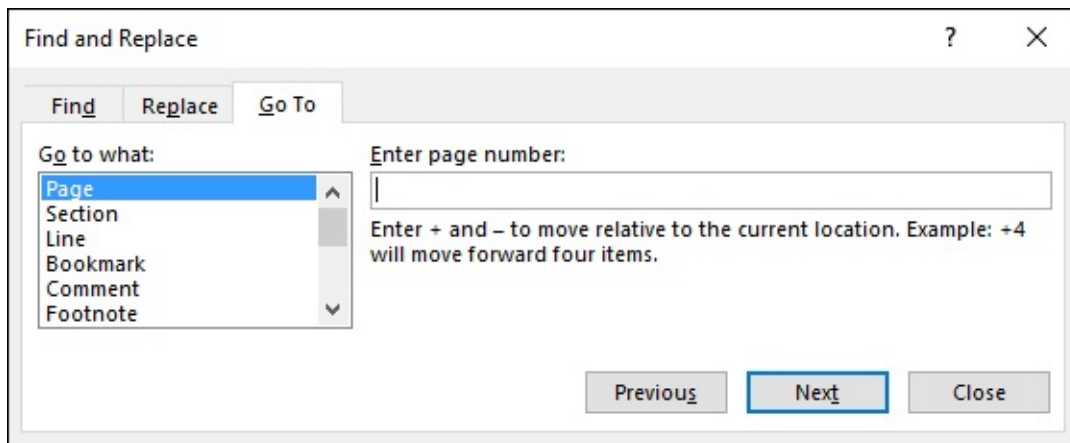 Find and Replace ?
Find Replace Go To
Go to what:
Page
Section
Line
Bookmark
Comment
Footnote
Enter page number:
Enter + and – to move relative to the current location. Example: +4
will move forward four items.
Previous Next Close